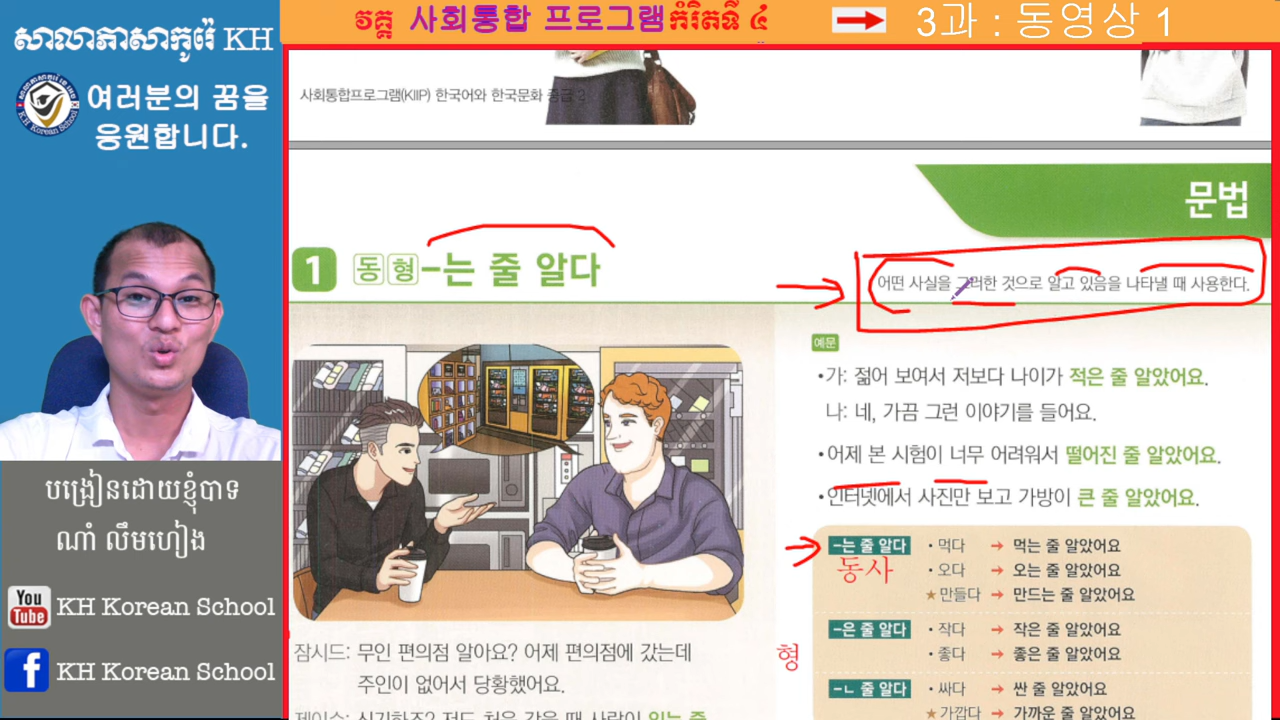 សាលាភាសាកូរ៉េ KH
여러분의 꿈을
응원합니다.
វគ្គ 사회통합 프로그램កំរិតទី ៤
3과 : 동영상 1
사회통합프로그램(KIIP) 한국어와 한국문화 중급 2
문법
1 동 형 -는 줄 알다
어떤 사실을 그러한 것으로 알고 있음을 나타낼 때 사용한다.
예문
•가: 젊어 보여서 저보다 나이가 적은 줄 알았어요.
나: 네, 가끔 그런 이야기를 들어요.
•어제 본 시험이 너무 어려워서 떨어진 줄 알았어요.
•인터넷에서 사진만 보고 가방이 큰 줄 알았어요.
-는 줄 알다 •먹다 → 먹는 줄 알았어요
동사 •오다 → 오는 줄 알았어요
★만들다 → 만드는 줄 알았어요
-은 줄 알다 •작다 → 작은 줄 알았어요
형 •좋다 → 좋은 줄 알았어요
-ㄴ 줄 알다 •싸다 → 싼 줄 알았어요
★가깝다 → 가까운 줄 알았어요
잠시드: 무인 편의점 알아요? 어제 편의점에 갔는데
주인이 없어서 당황했어요.
បង្រៀនដោយខ្ញុំបាទ
ណាំ លឹមហៀង
You Tube KH Korean School
f KH Korean School